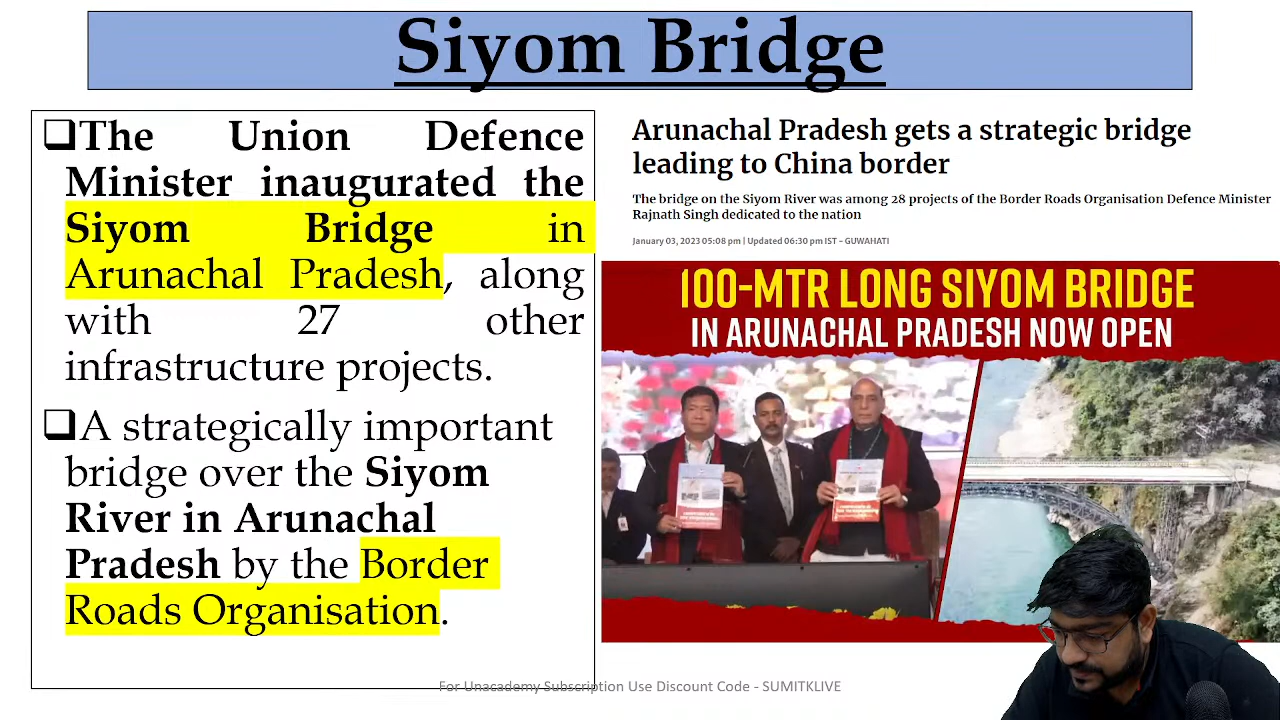 Siyom Bridge
❑The Union Defence
Minister inaugurated the
Siyom Bridge in
Arunachal Pradesh, along
with 27 other
infrastructure projects.
❑A strategically important
bridge over the Siyom
River in Arunachal
Pradesh by the Border
Roads Organisation.
Arunachal Pradesh gets a strategic bridge
leading to China border
The bridge on the Siyom River was among 28 projects of the Border Roads Organisation Defence Minister
Rajnath Singh dedicated to the nation
January 03, 2023 05:08 pm | Updated 06:30 pm IST - GUWAHATI
100-MTR LONG SIYOM BRIDGE
IN ARUNACHAL PRADESH NOW OPEN
For Unacademy Subscription Use Discount Code - SUMITKLIVE